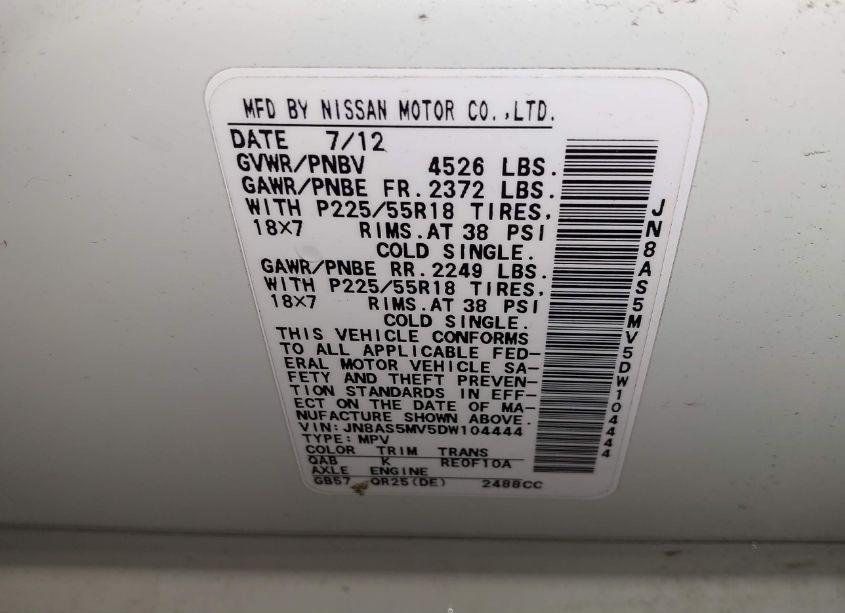 MFD BY NISSAN MOTOR CO.,LTD.
DATE 7/12
GVWR/PNBV 4526 LBS.
GAWR/PNBE FR.2372 LBS.
WITH P225/55R18 TIRES,
18×7 RIMS.AT 38 PSI
COLD SINGLE.
GAWR/PNBE RR.2249 LBS.
WITH P225/55R18 TIRES,
18×7 RIMS.AT 38 PSI
COLD SINGLE.
THIS VEHICLE CONFORMS
TO ALL APPLICABLE FED-
ERAL MOTOR VEHICLE SA-
FETY AND THEFT PREVEN-
TION STANDARDS IN EFF-
ECT ON THE DATE OF MA-
NUFACTURE SHOWN ABOVE.
VIN: JN8AS5MV5DW104444
TYPE: MPV
COLOR TRIM TRANS
QAB K RE0F10A
AXLE ENGINE
GB57 QR25(DE) 2488CC
JN8AS5MV5DW104444